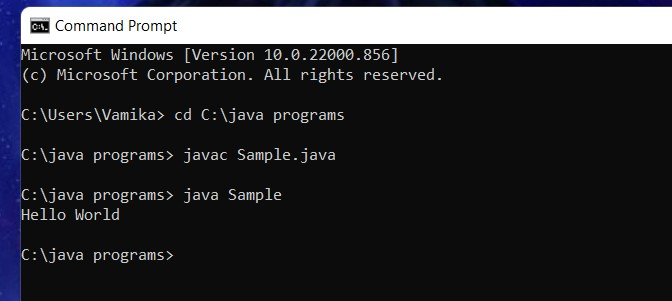 Command Prompt
Microsoft Windows [Version 10.0.22000.856]
(c) Microsoft Corporation. All rights reserved.
C:\Users\Vamika> cd C:\java programs
C:\java programs> javac Sample.java
C:\java programs> java Sample
Hello World
C:\java programs>